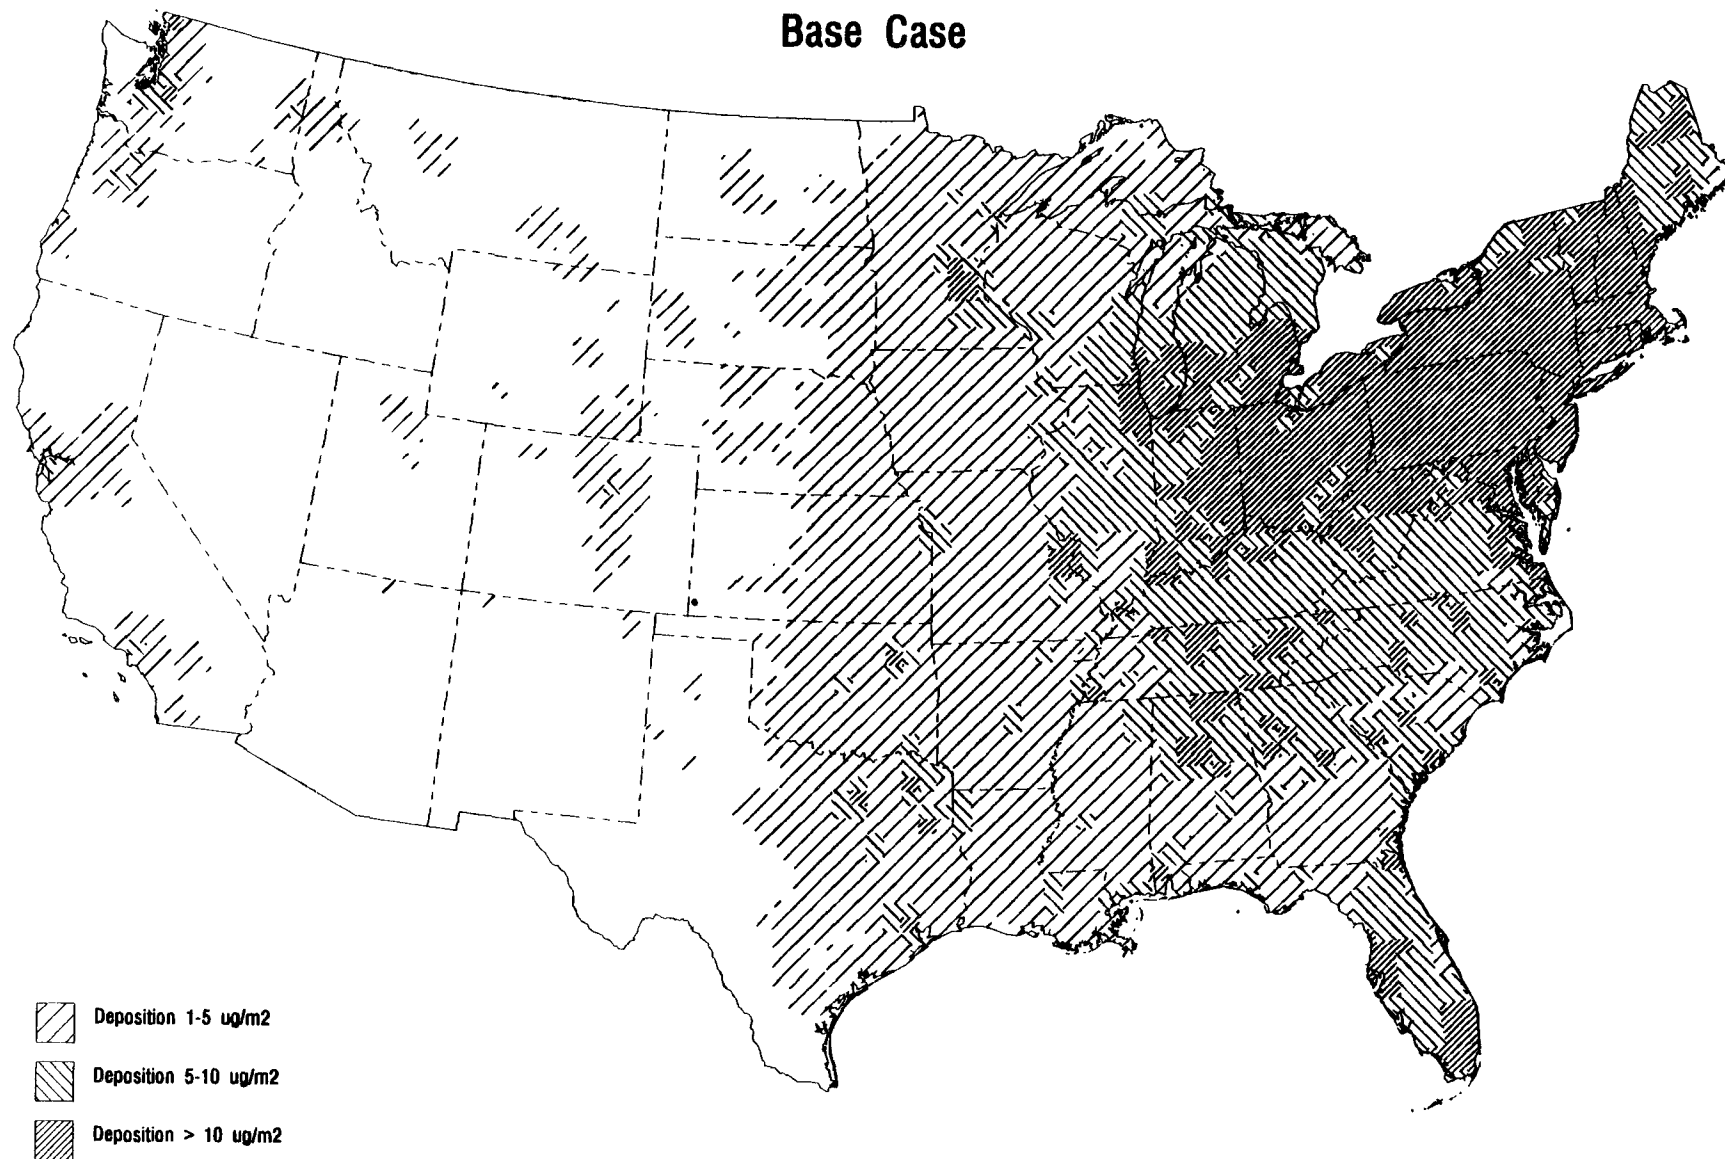 Base Case
Deposition 1-5 ug/m2
Deposition 5-10 ug/m2
Deposition > 10 ug/m2